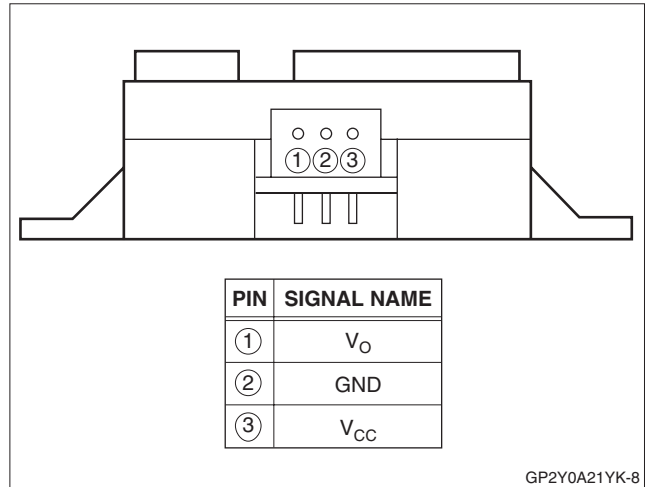 ①②③
PIN SIGNAL NAME
① VO
② GND
③ VCC
GP2Y0A21YK-8